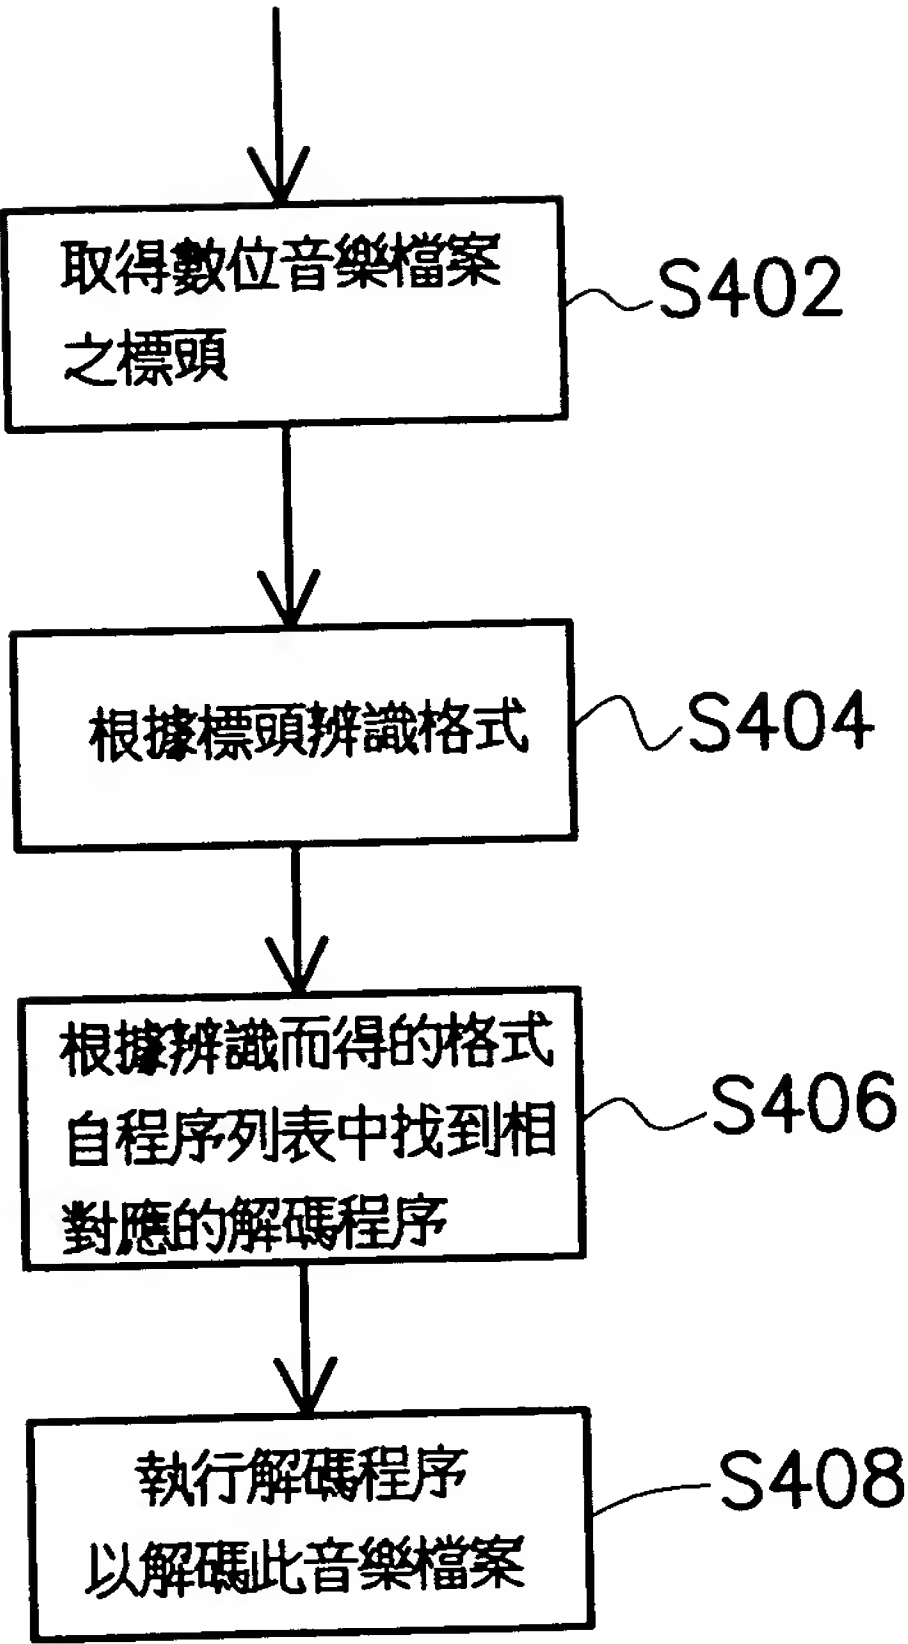 取得數位音樂檔案
之標頭
S402
根據標頭辨識格式
S404
根據辨識而得的格式
自程序列表中找到相
對應的解碼程序
S406
執行解碼程序
以解碼此音樂檔案
S408